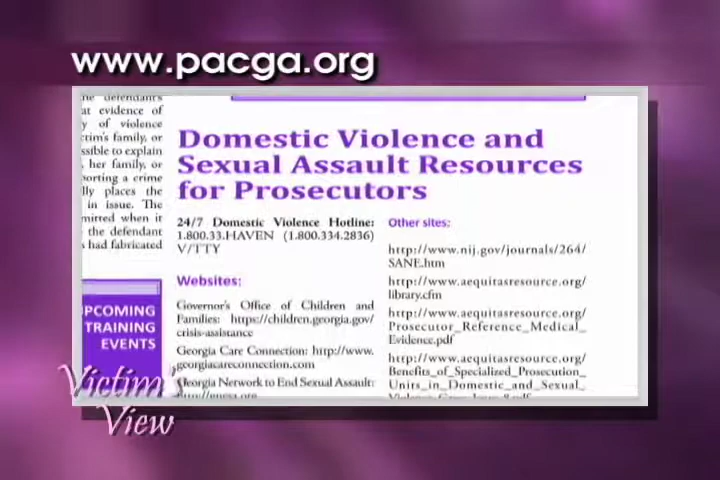 www.pacga.org
he defendant's
at evidence of
y of violence
ctim's family, or
ssible to explain
her family, or
porting a crime
lly places the
in issue. The
mitted when it
the defendant
s had fabricated
PCOMING
TRAINING
EVENTS
Domestic Violence and
Sexual Assault Resources
for Prosecutors
24/7 Domestic Violence Hotline:
1.800.33.HAVEN (1.800.334.2836)
V/TTY
Websites:
Governor's Office of Children and
Families: https://children.georgia.gov/
crisis-assistance
Georgia Care Connection: http://www.
georgiacareconnection.com
Georgia Network to End Sexual Assault:
Other sites:
http://www.nij.gov/journals/264/
SANE.htm
http://www.aequitasresource.org/
library.cfm
http://www.aequitasresource.org/
Prosecutor_Reference_Medical_
Evidence.pdf
http://www.aequitasresource.org/
Benefits_of_Specialized_Prosecution_
Units_in_Domestic_and_Sexual_
Victim's
View